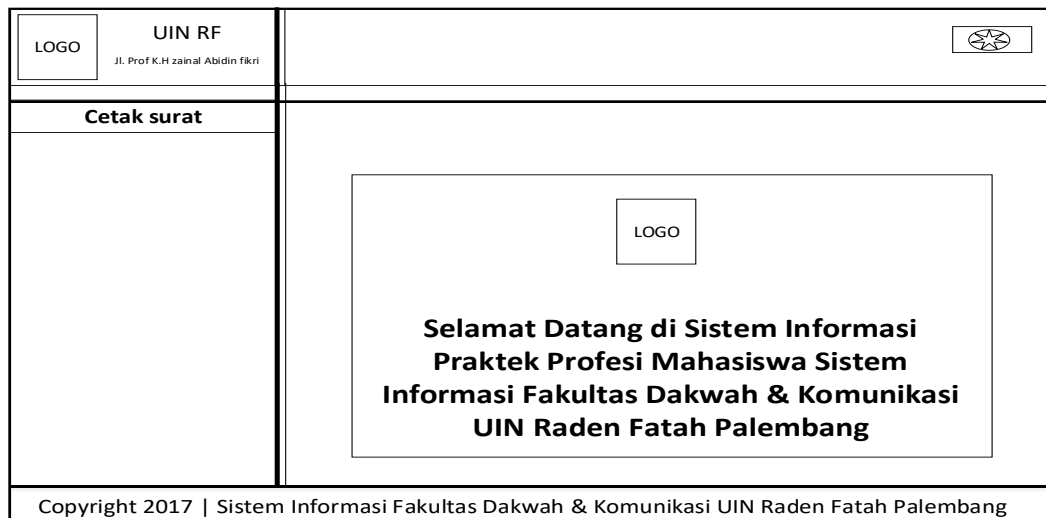 LOGO
UIN RF
Jl. Prof K.H zainal Abidin fikri
Cetak surat
LOGO
Selamat Datang di Sistem Informasi
Praktek Profesi Mahasiswa Sistem
Informasi Fakultas Dakwah & Komunikasi
UIN Raden Fatah Palembang
Copyright 2017 | Sistem Informasi Fakultas Dakwah & Komunikasi UIN Raden Fatah Palembang